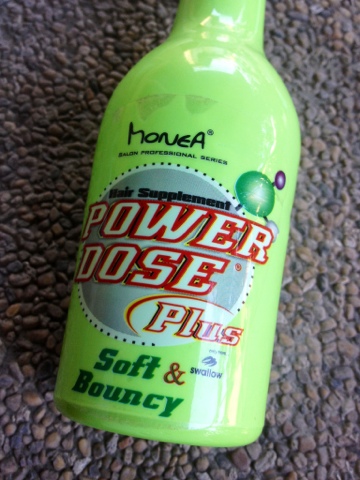 MONEA®
SALON PROFESSIONAL SERIES
Hair Supplement
POWER
DOSE®
Plus
Soft &
Bouncy
swallow